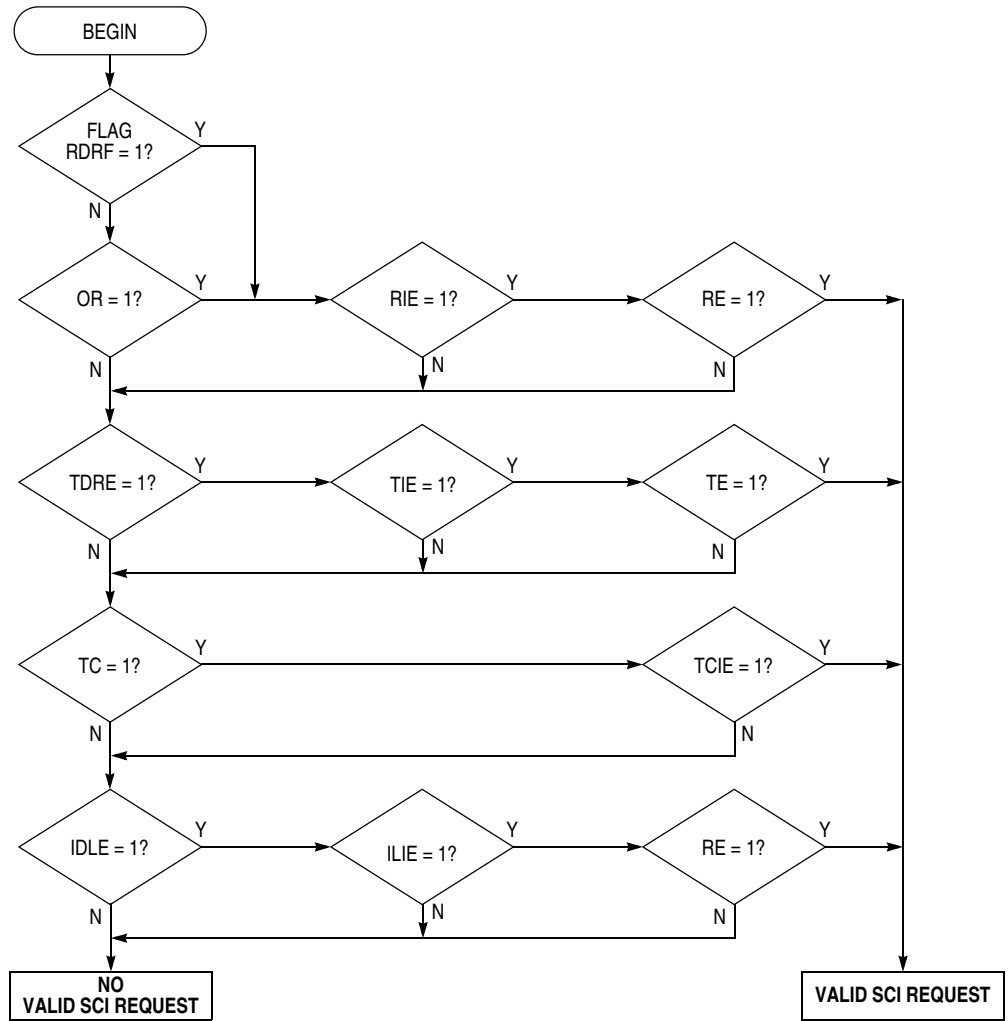 BEGIN
FLAG
RDRF = 1?
Y
N
OR = 1?
Y
RIE = 1?
Y
RE = 1?
Y
N
N
N
TDRE = 1?
Y
TIE = 1?
Y
TE = 1?
Y
N
N
N
TC = 1?
Y
TCIE = 1?
Y
N
N
IDLE = 1?
Y
ILIE = 1?
Y
RE = 1?
Y
N
N
N
NO
VALID SCI REQUEST
VALID SCI REQUEST